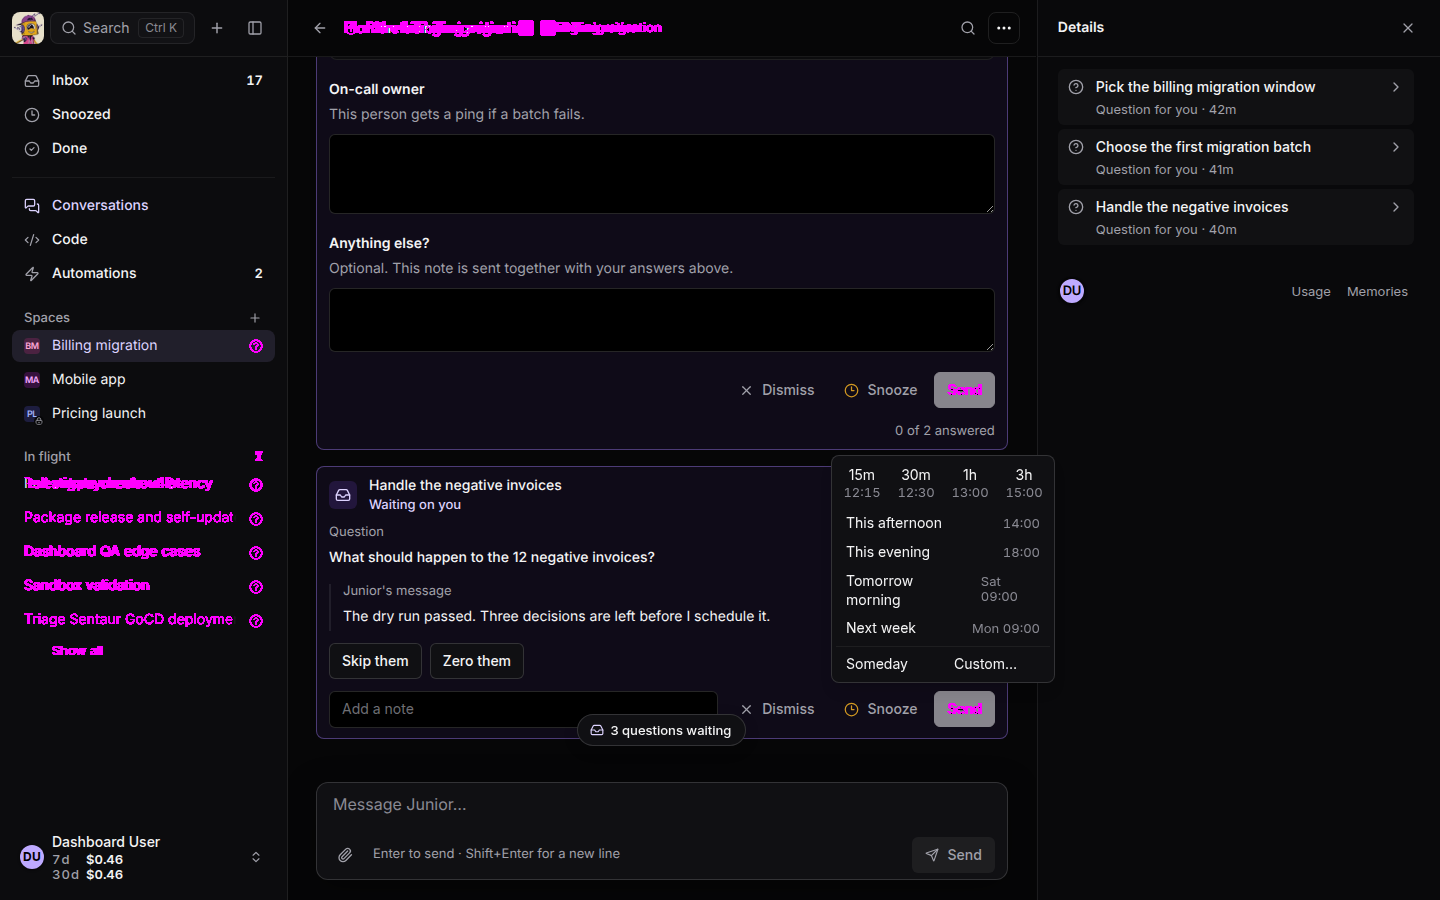 Search Ctrl K
Inbox 17
Snoozed
Done
Conversations
Code
Automations 2
Spaces
BM Billing migration
MA Mobile app
PL Pricing launch
In flight
Package release and self-updat
Dashboard QA edge cases
Sandbox validation
Triage Sentaur GoCD deployme
Show all
DU Dashboard User
7d $0.46
30d $0.46
On-call owner
This person gets a ping if a batch fails.
Anything else?
Optional. This note is sent together with your answers above.
Dismiss Snooze Send
0 of 2 answered
Handle the negative invoices
Waiting on you
Question
What should happen to the 12 negative invoices?
Junior's message
The dry run passed. Three decisions are left before I schedule it.
Skip them Zero them
Add a note Dismiss Snooze Send
3 questions waiting
15m 30m 1h 3h
12:15 12:30 13:00 15:00
This afternoon 14:00
This evening 18:00
Tomorrow morning Sat 09:00
Next week Mon 09:00
Someday Custom...
Message Junior...
Enter to send · Shift+Enter for a new line Send
Details
Pick the billing migration window
Question for you · 42m
Choose the first migration batch
Question for you · 41m
Handle the negative invoices
Question for you · 40m
DU Usage Memories